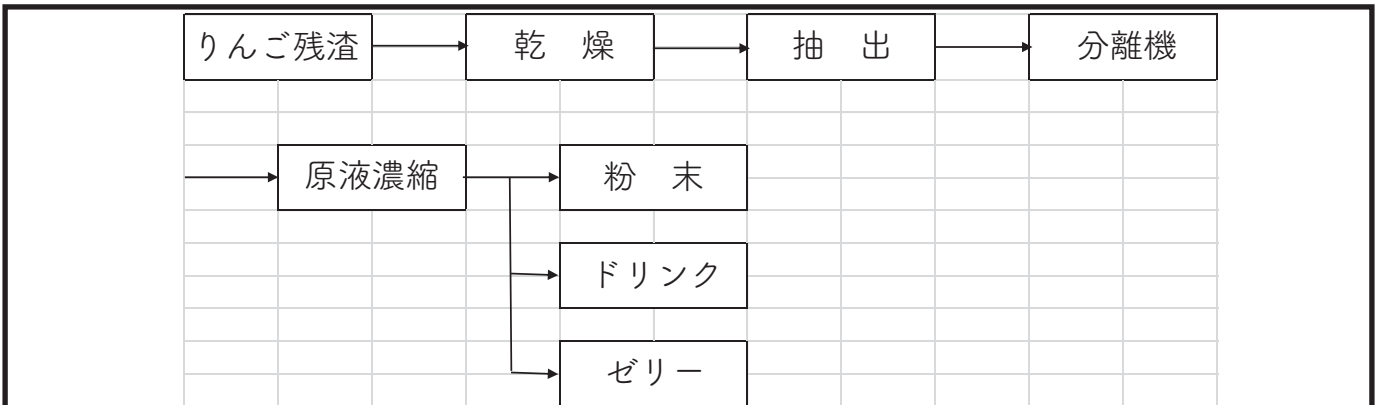 りんご残渣 乾　燥 抽　出 分離機
原液濃縮 粉　末
ドリンク
ゼリー